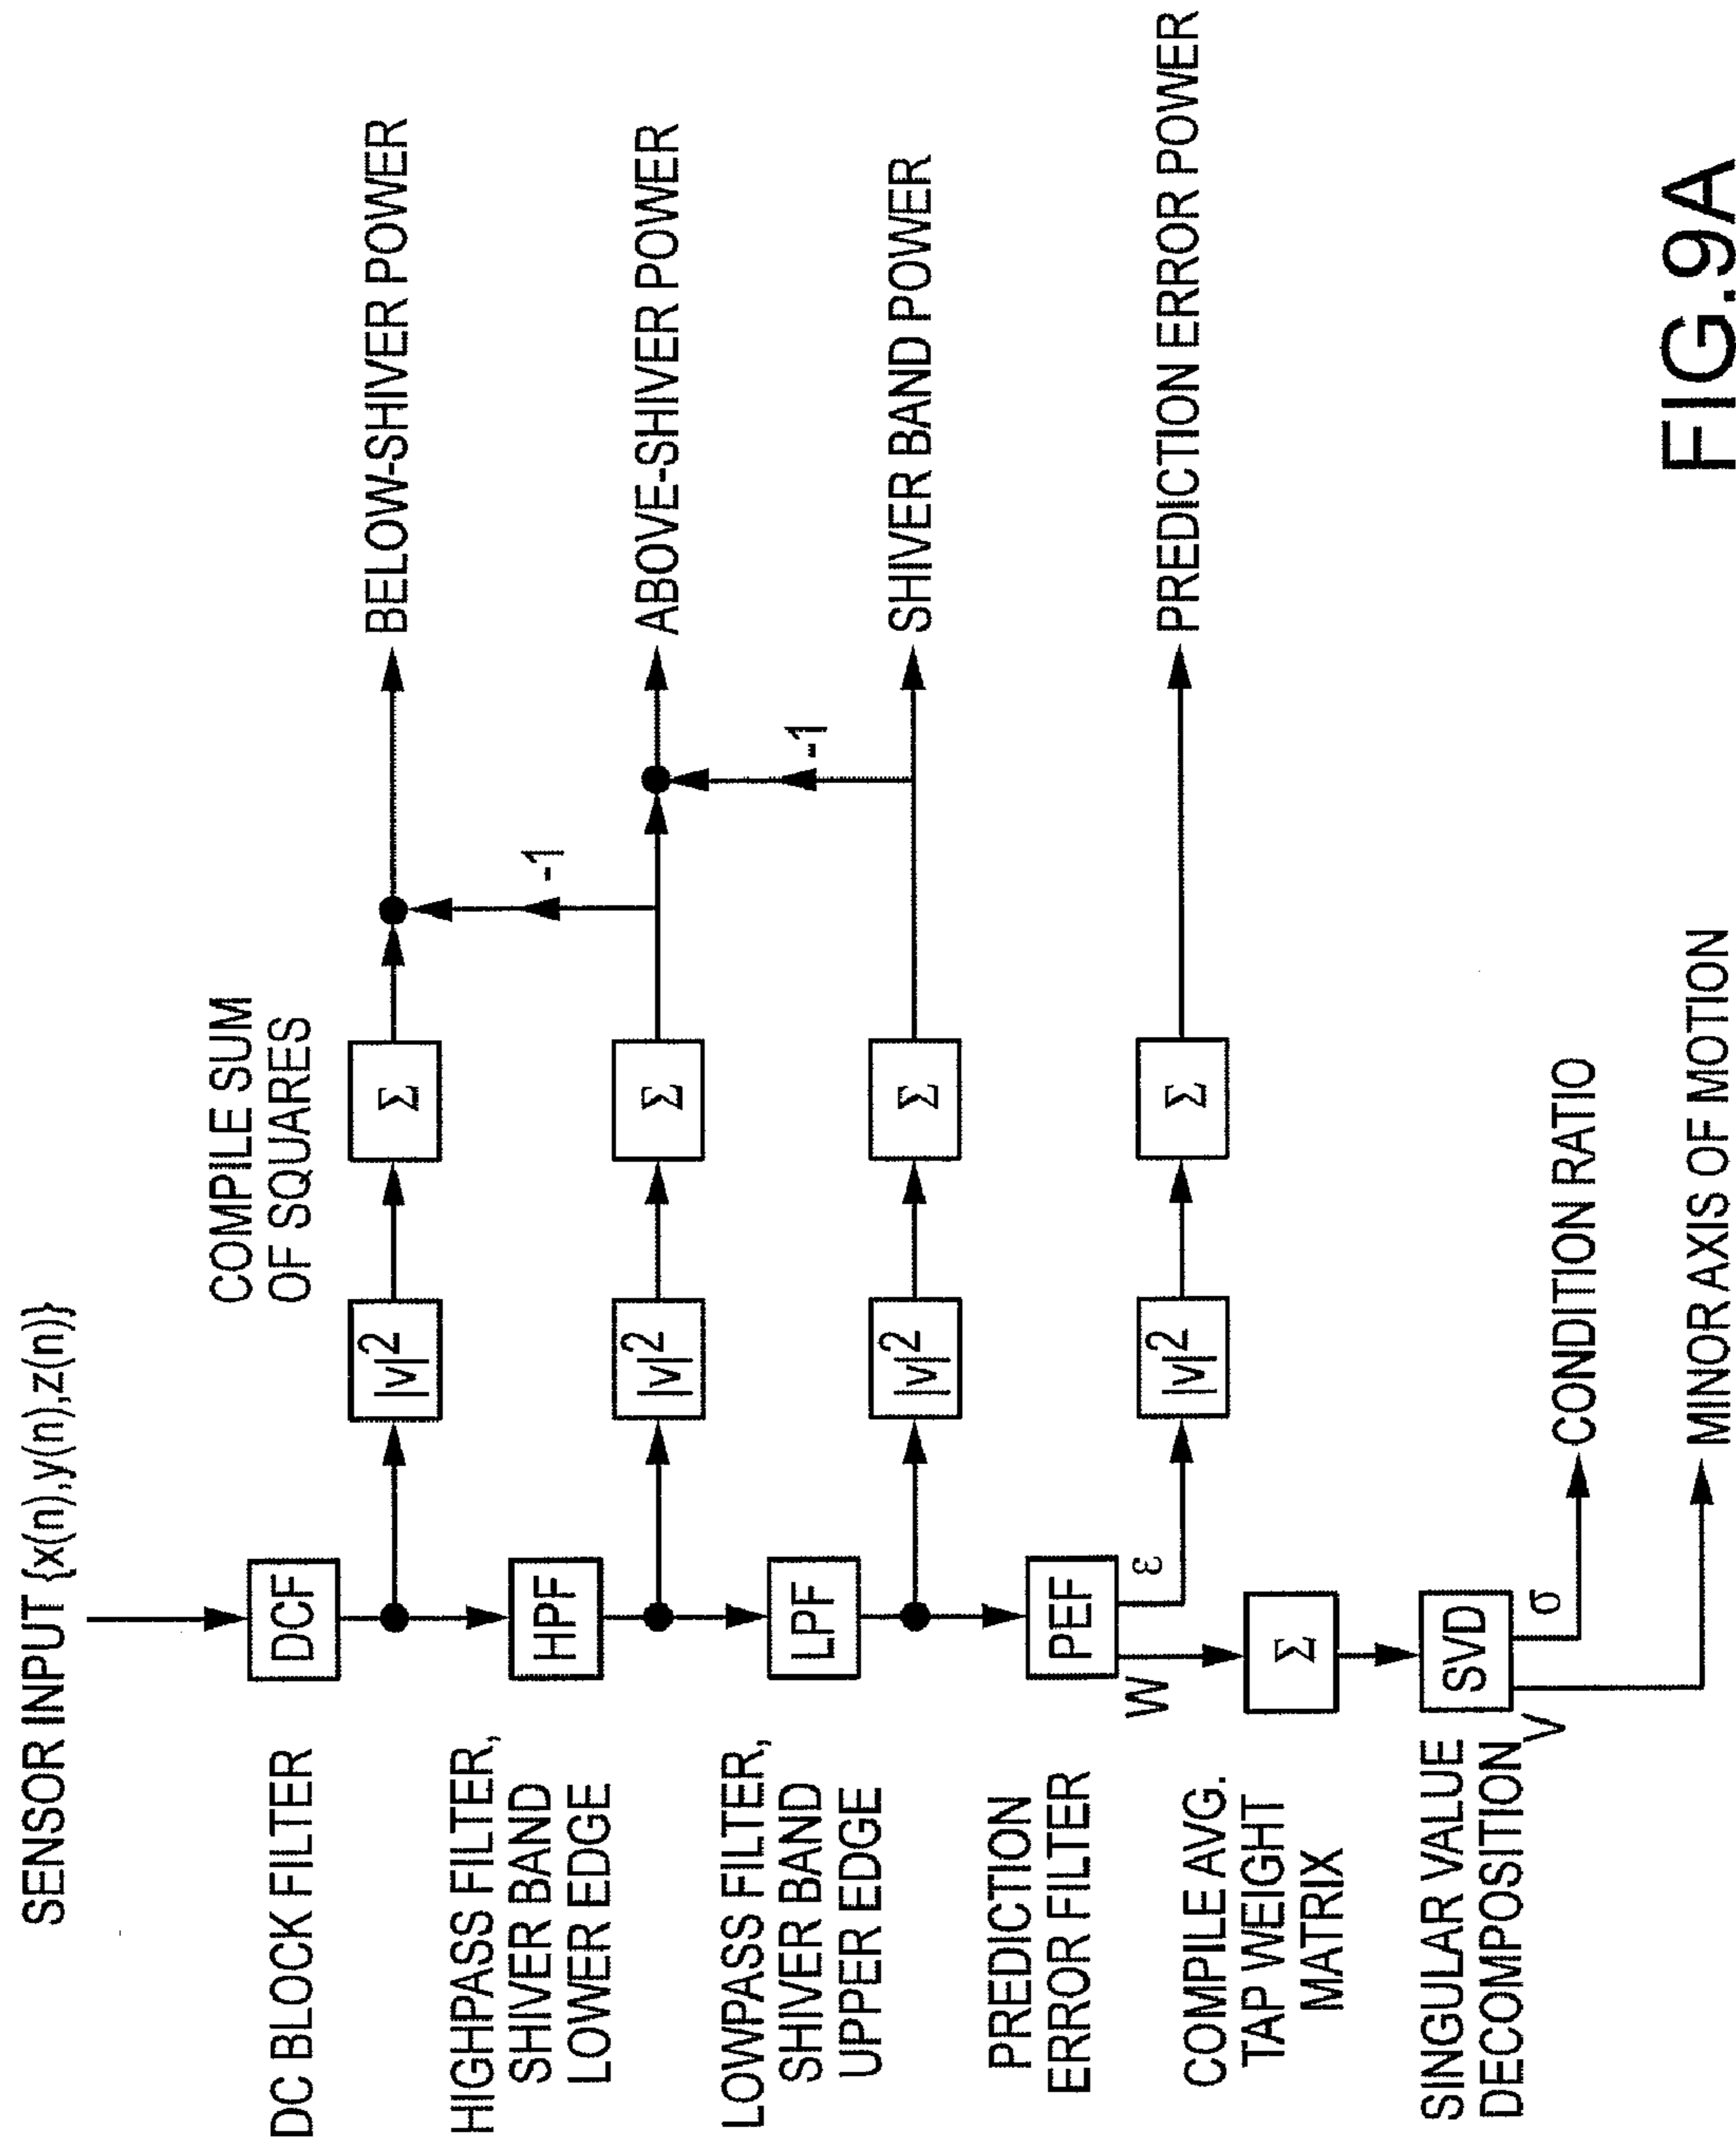 SENSOR INPUT {x(n),y(n),z(n)}
DC BLOCK FILTER
DCF
COMPILE SUM
OF SQUARES
|v|2
Σ
BELOW-SHIVER POWER
-1
HIGHPASS FILTER,
SHIVER BAND
LOWER EDGE
HPF
|v|2
Σ
ABOVE-SHIVER POWER
-1
LOWPASS FILTER,
SHIVER BAND
UPPER EDGE
LPF
|v|2
Σ
SHIVER BAND POWER
PREDICTION
ERROR FILTER
PEF
W
ε
|v|2
Σ
PREDICTION ERROR POWER
COMPILE AVG.
TAP WEIGHT
MATRIX
Σ
SINGULAR VALUE
DECOMPOSITION
SVD
V
σ
CONDITION RATIO
MINOR AXIS OF MOTION
FIG.9A